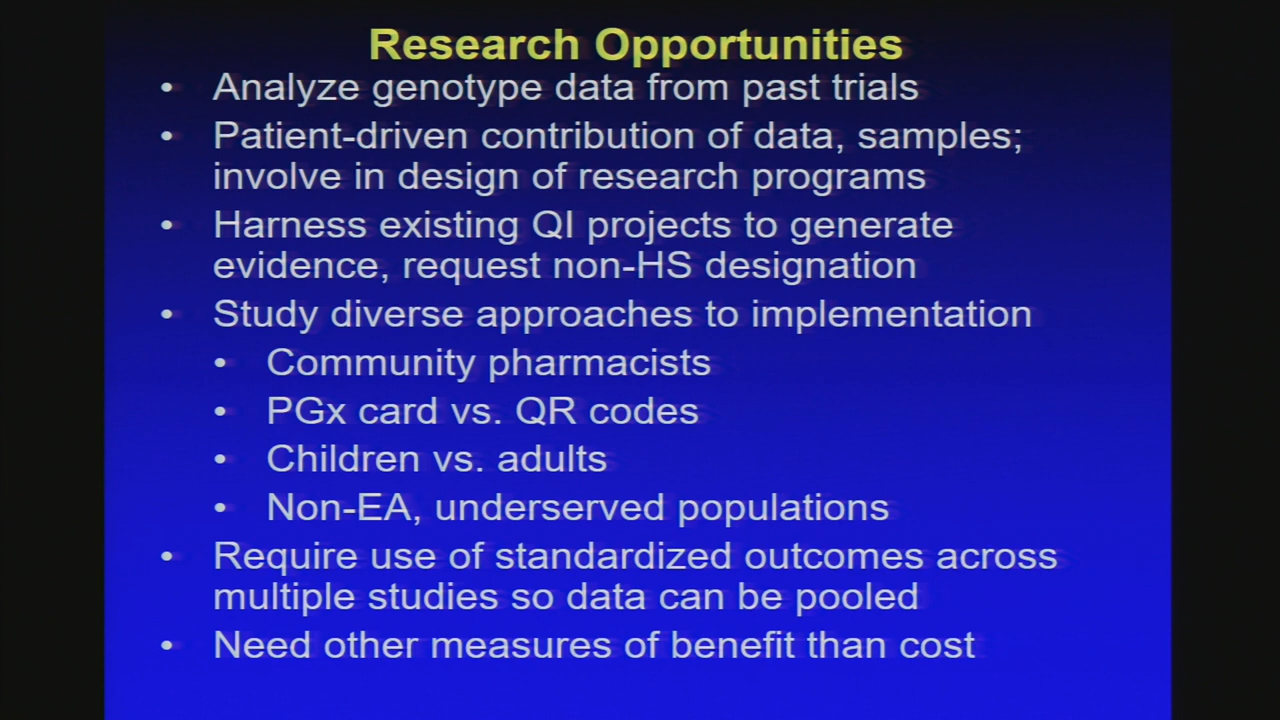 Research Opportunities
• Analyze genotype data from past trials
• Patient-driven contribution of data, samples;
involve in design of research programs
• Harness existing QI projects to generate
evidence, request non-HS designation
• Study diverse approaches to implementation
• Community pharmacists
• PGx card vs. QR codes
• Children vs. adults
• Non-EA, underserved populations
• Require use of standardized outcomes across
multiple studies so data can be pooled
• Need other measures of benefit than cost